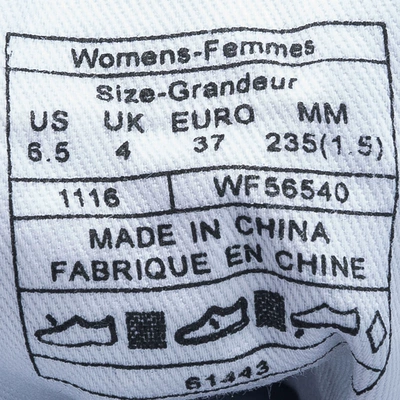 Womens-Femmes
Size-Grandeur
US UK EURO MM
6.5 4 37 235(1.5)
1116 WF56540
MADE IN CHINA
FABRIQUE EN CHINE
61443